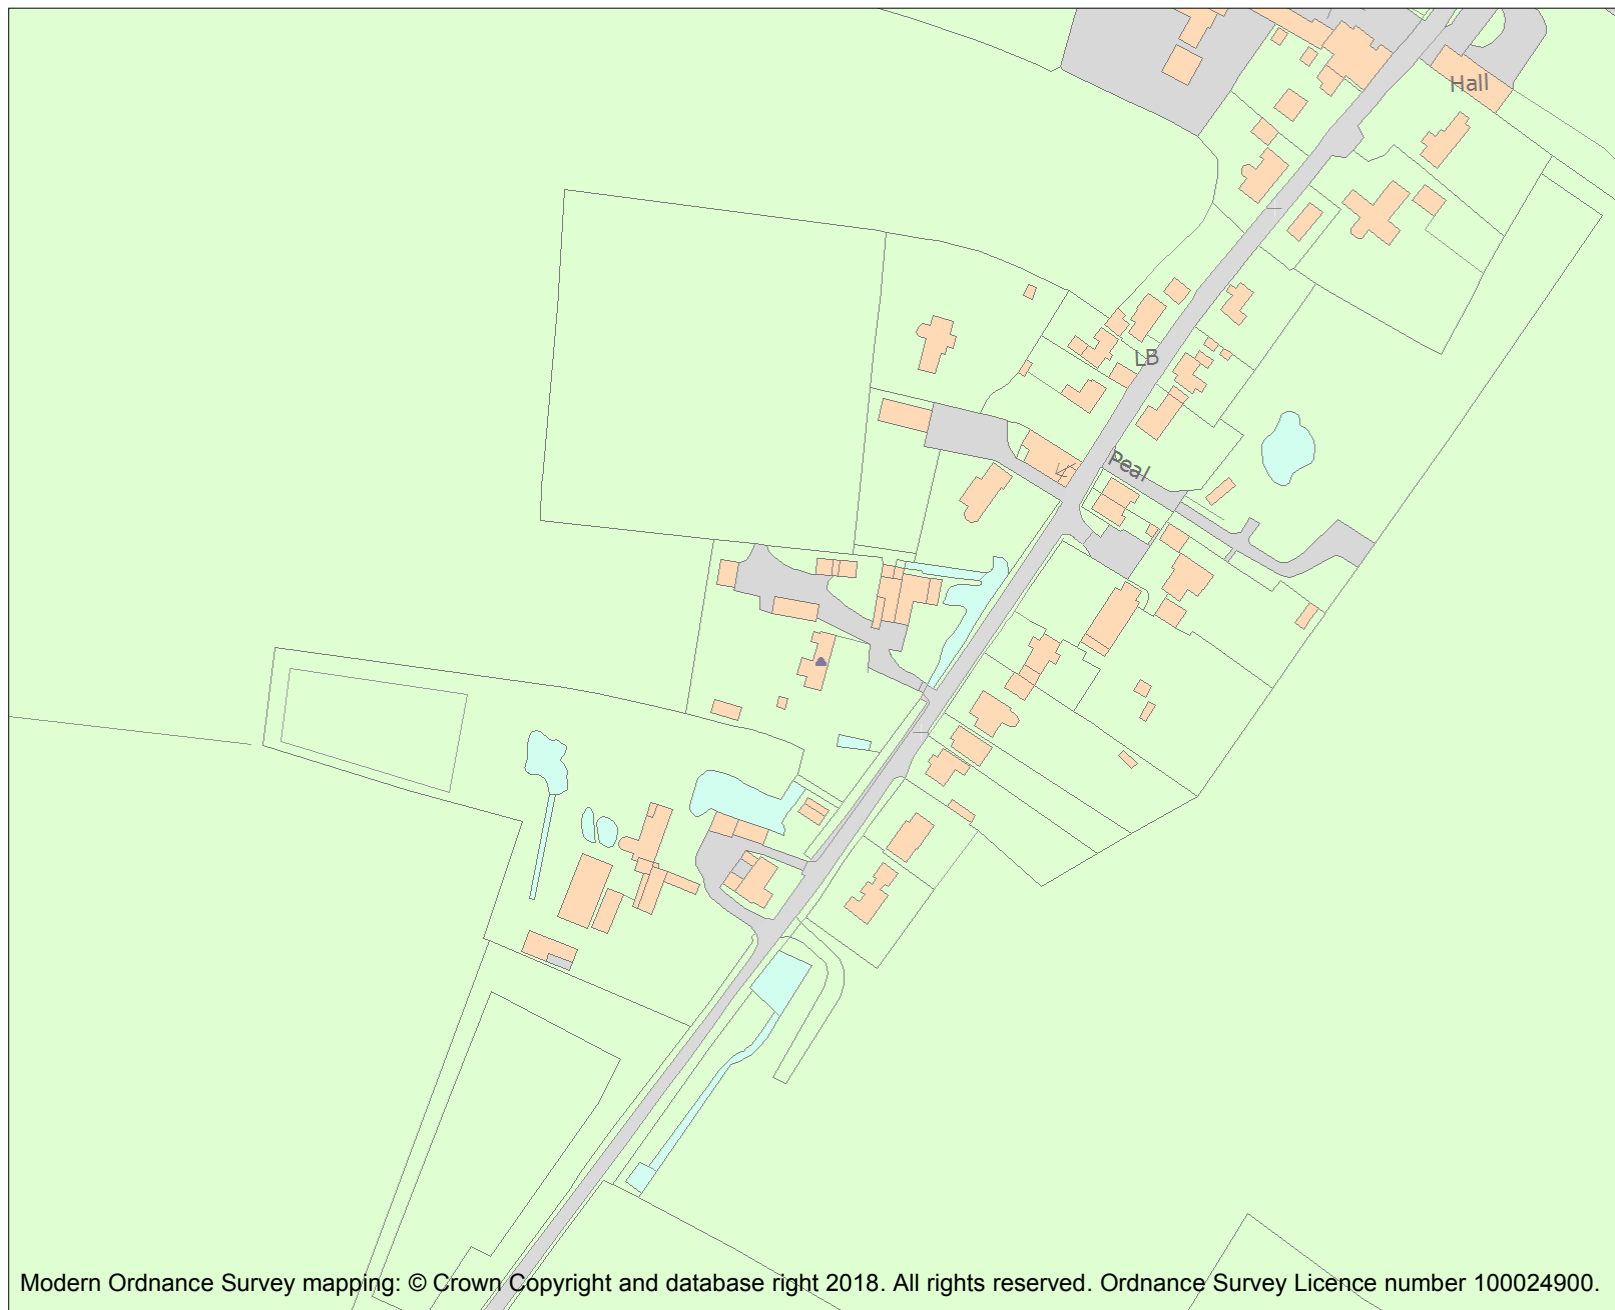 Hall
LB
Peal
Modern Ordnance Survey mapping: © Crown Copyright and database right 2018. All rights reserved. Ordnance Survey Licence number 100024900.